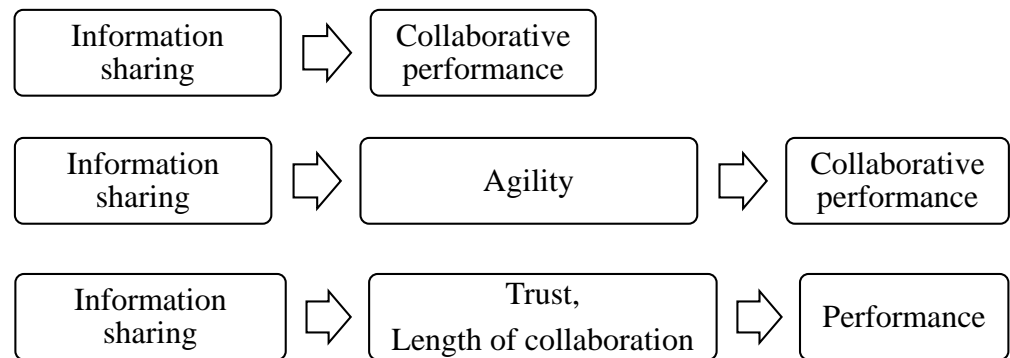 Information
sharing
Collaborative
performance
Information
sharing
Agility
Collaborative
performance
Information
sharing
Trust,
Length of collaboration
Performance